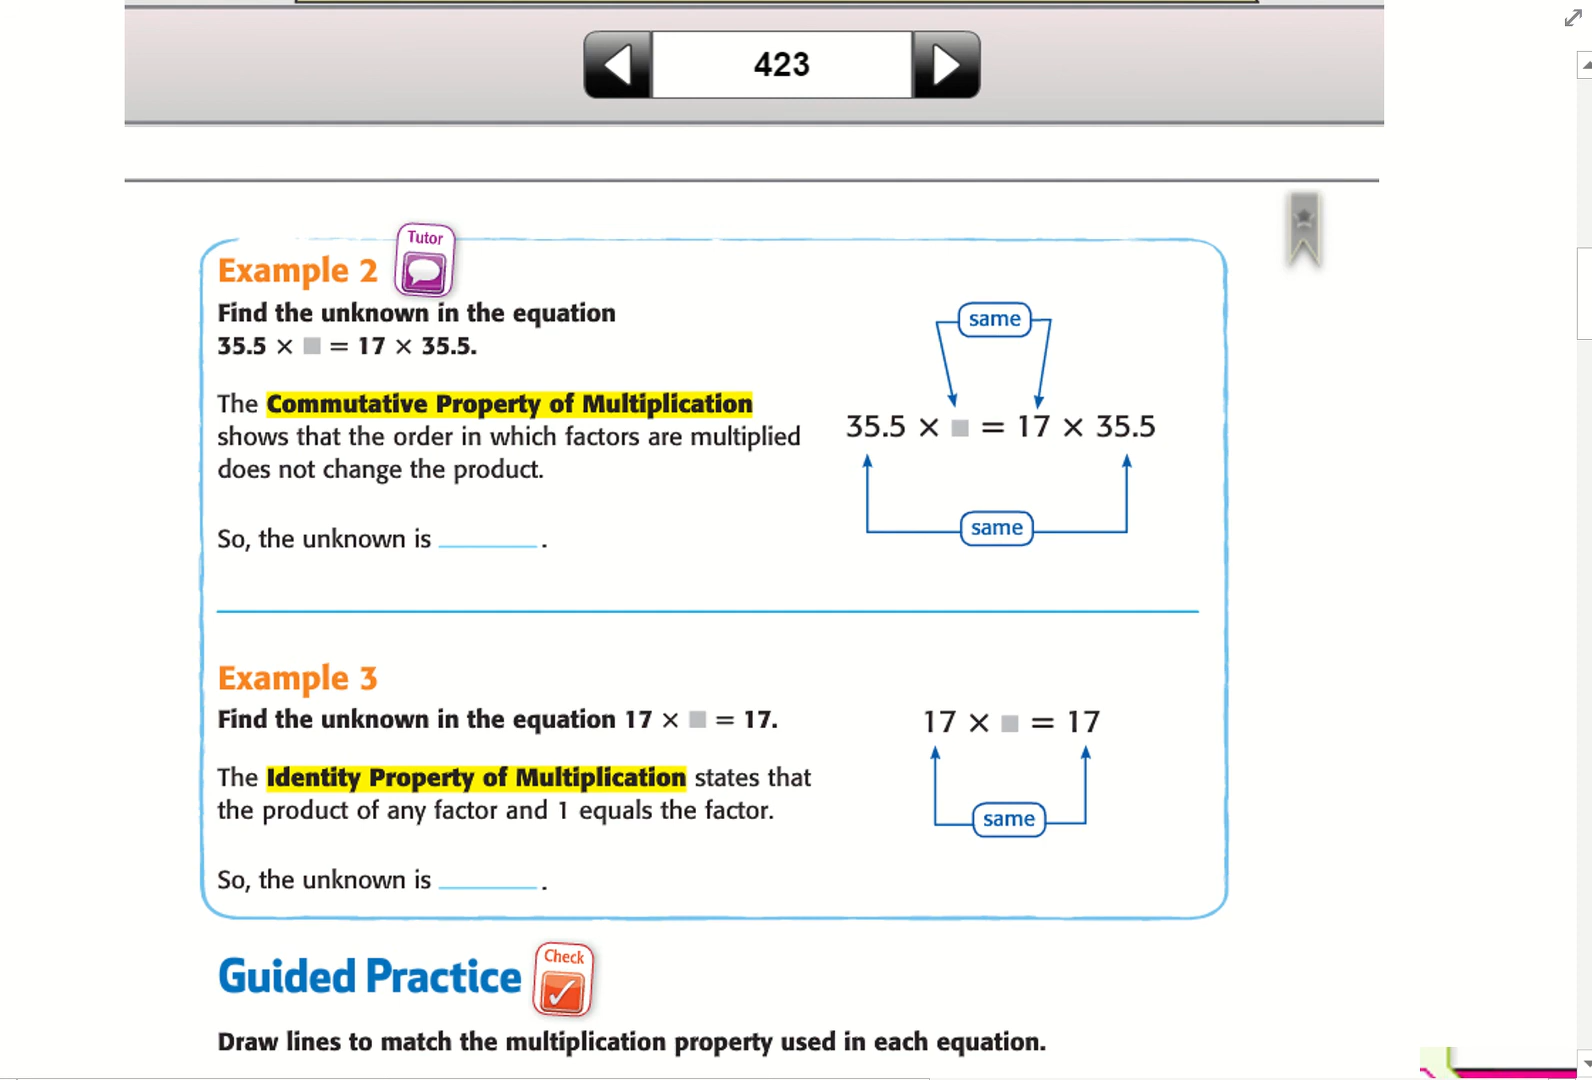 423
Tutor
Example 2
Find the unknown in the equation
35.5 × ■ = 17 × 35.5.
The Commutative Property of Multiplication
shows that the order in which factors are multiplied
does not change the product.
So, the unknown is ________ .
same
35.5 × ■ = 17 × 35.5
same
Example 3
Find the unknown in the equation 17 × ■ = 17.
The Identity Property of Multiplication states that
the product of any factor and 1 equals the factor.
So, the unknown is ________ .
17 × ■ = 17
same
Guided Practice
Check
Draw lines to match the multiplication property used in each equation.